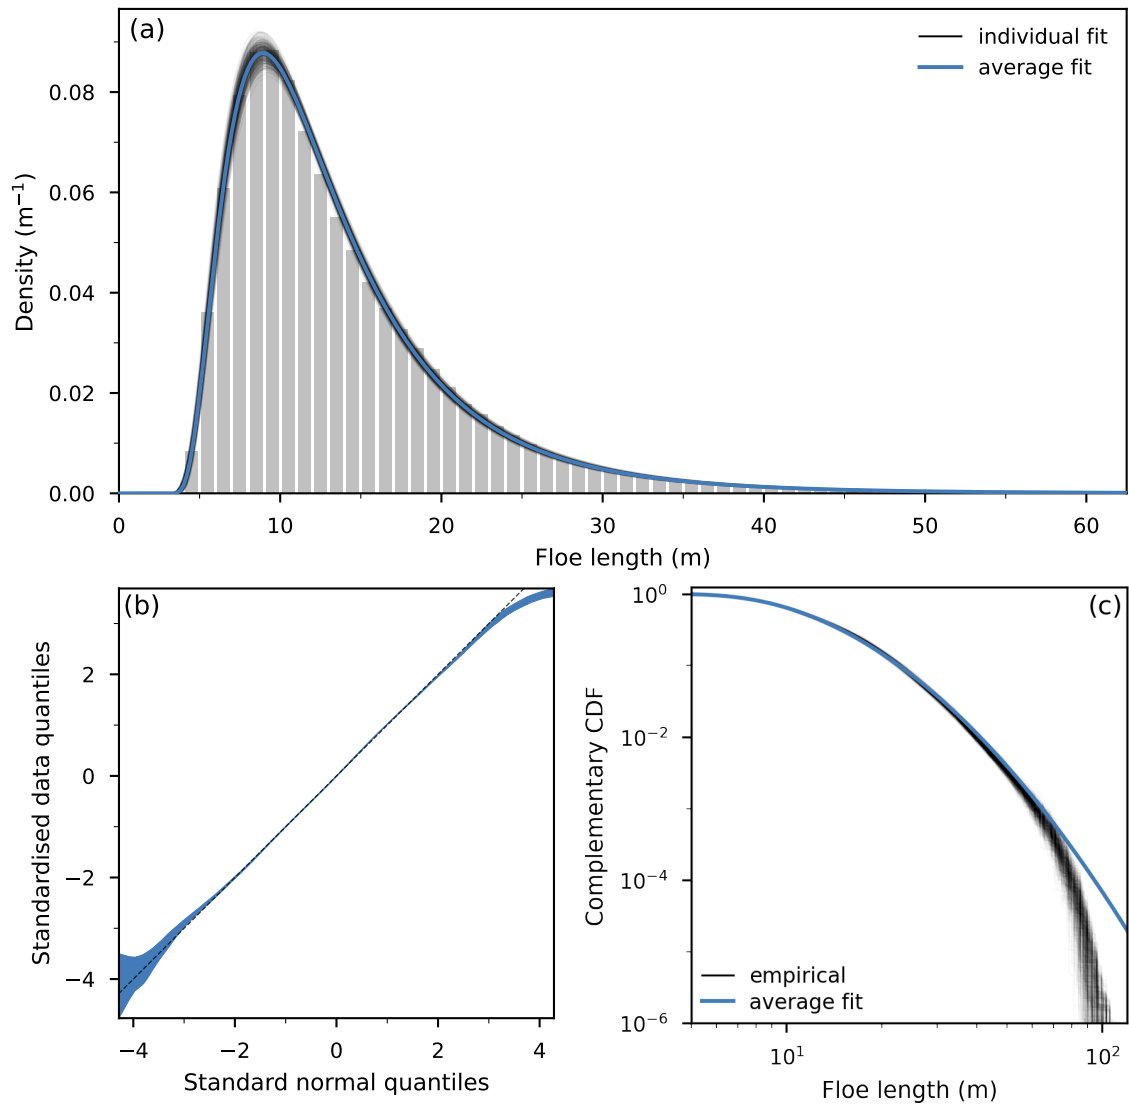 (a)
individual fit
average fit
Density (m⁻¹)
0.08
0.06
0.04
0.02
0.00
0 10 20 30 40 50 60
Floe length (m)
(b)
Standardised data quantiles
2
0
−2
−4
−4 −2 0 2 4
Standard normal quantiles
(c)
Complementary CDF
10⁰
10⁻²
10⁻⁴
10⁻⁶
empirical
average fit
10¹ 10²
Floe length (m)